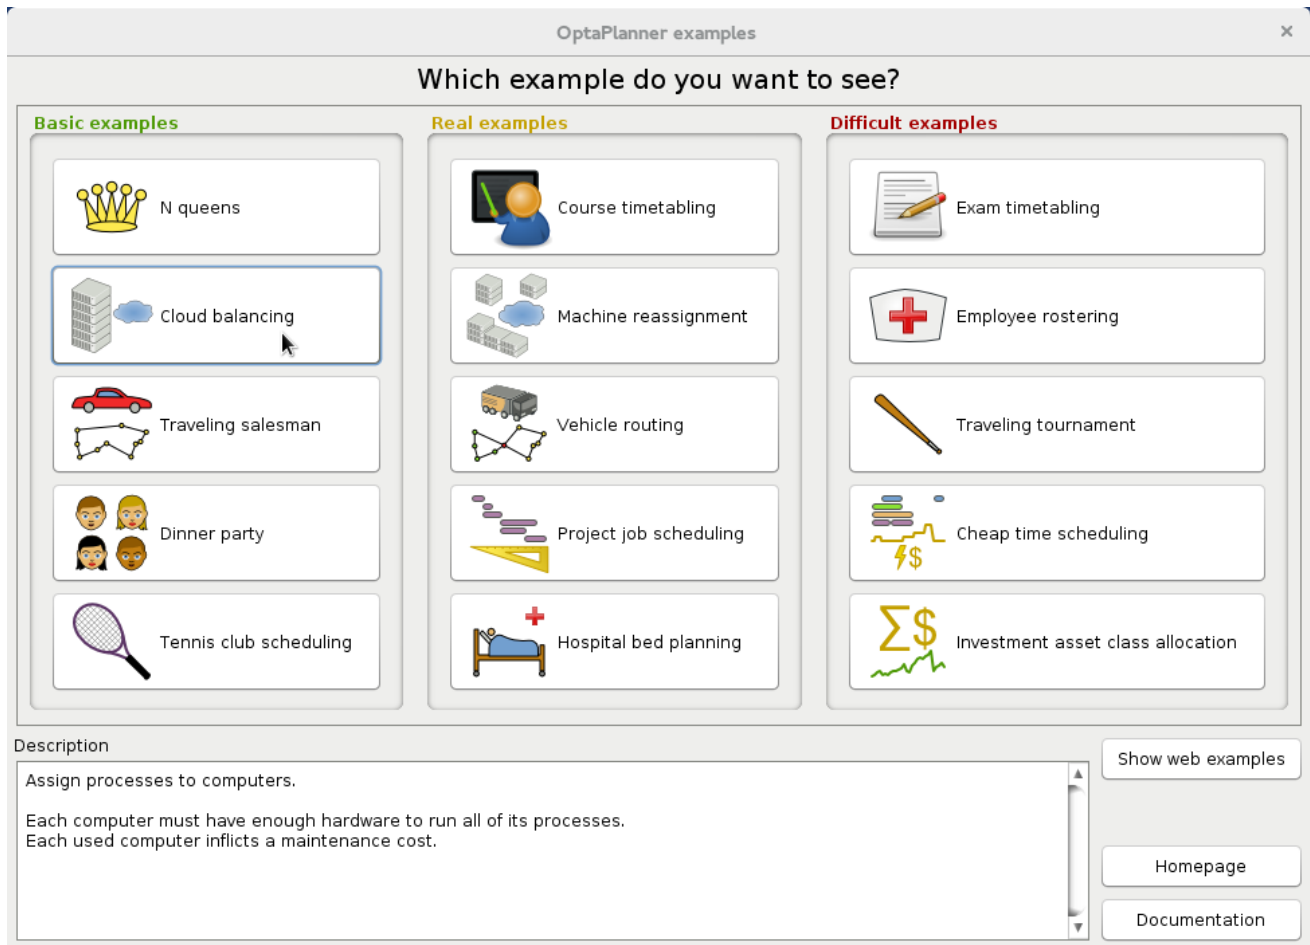 OptaPlanner examples
Which example do you want to see?
Basic examples
N queens
Cloud balancing
Traveling salesman
Dinner party
Tennis club scheduling
Real examples
Course timetabling
Machine reassignment
Vehicle routing
Project job scheduling
Hospital bed planning
Difficult examples
Exam timetabling
Employee rostering
Traveling tournament
Cheap time scheduling
Investment asset class allocation
Description
Assign processes to computers.
Each computer must have enough hardware to run all of its processes.
Each used computer inflicts a maintenance cost.
Show web examples
Homepage
Documentation